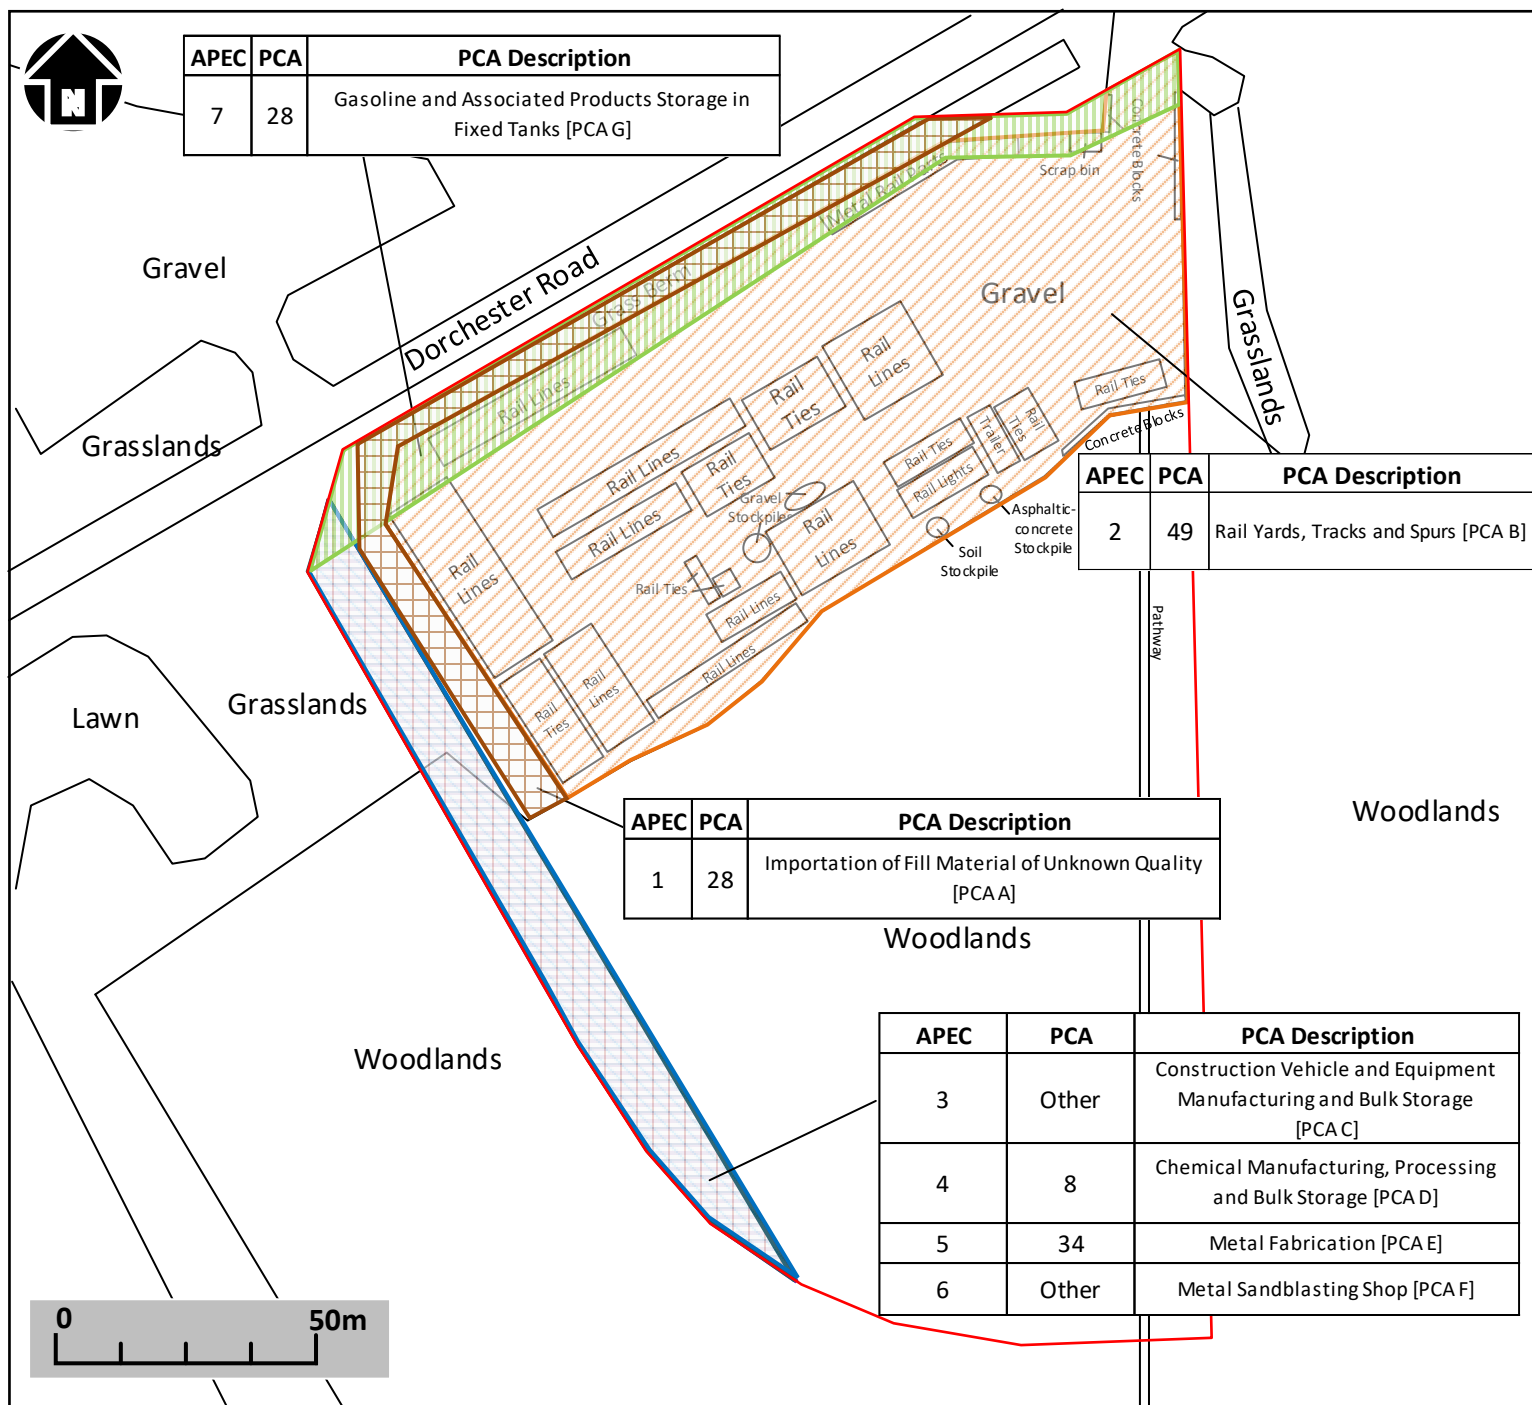 N
APEC PCA PCA Description
7 28 Gasoline and Associated Products Storage in
Fixed Tanks [PCA G]
Gravel
Dorchester Road
Grasslands
Grass Berm
Metal Rail Parts
Scrap bin
Concrete Blocks
Gravel
Grasslands
Rail Lines
Rail
Lines
Rail
Ties
Rail Lines
Rail
Ties
Rail Lines
Gravel
Stockpiles
Rail
Lines
Rail Ties
Rail Lights
Trailer
Rail
Ties
Rail Ties
Concrete Blocks
Asphaltic-
concrete
Stockpile
Soil
Stockpile
Rail
Lines
Rail Ties
Rail Lines
Rail Lines
Rail
Lines
Rail
Ties
APEC PCA PCA Description
2 49 Rail Yards, Tracks and Spurs [PCA B]
Pathway
Lawn
Grasslands
Woodlands
APEC PCA PCA Description
1 28 Importation of Fill Material of Unknown Quality
[PCA A]
Woodlands
Woodlands
APEC PCA PCA Description
3 Other Construction Vehicle and Equipment
Manufacturing and Bulk Storage
[PCA C]
4 8 Chemical Manufacturing, Processing
and Bulk Storage [PCA D]
5 34 Metal Fabrication [PCA E]
6 Other Metal Sandblasting Shop [PCA F]
0 50m